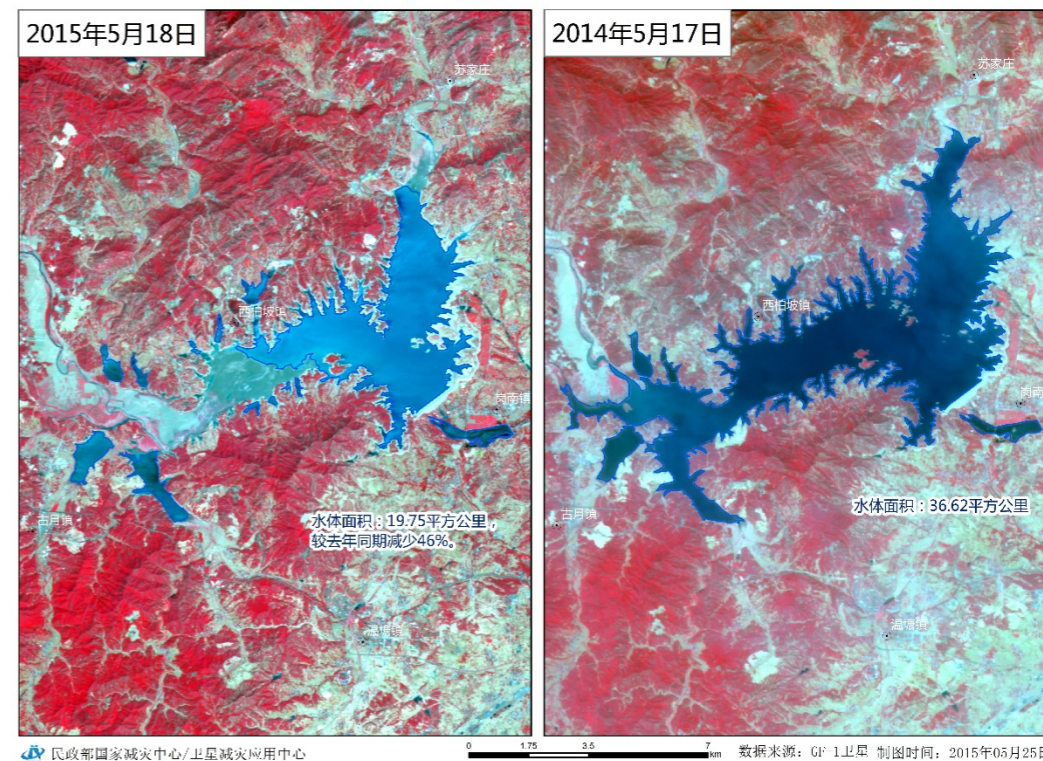 2015年5月18日
苏家庄
西柏坡镇
岗南镇
古月镇
水体面积：19.75平方公里，
较去年同期减少46%。
温塘镇
2014年5月17日
苏家庄
西柏坡镇
岗南
古月镇
水体面积：36.62平方公里
温塘镇
民政部国家减灾中心/卫星减灾应用中心
0 1.75 3.5 7
km
数据来源：GF-1卫星 制图时间：2015年05月25日